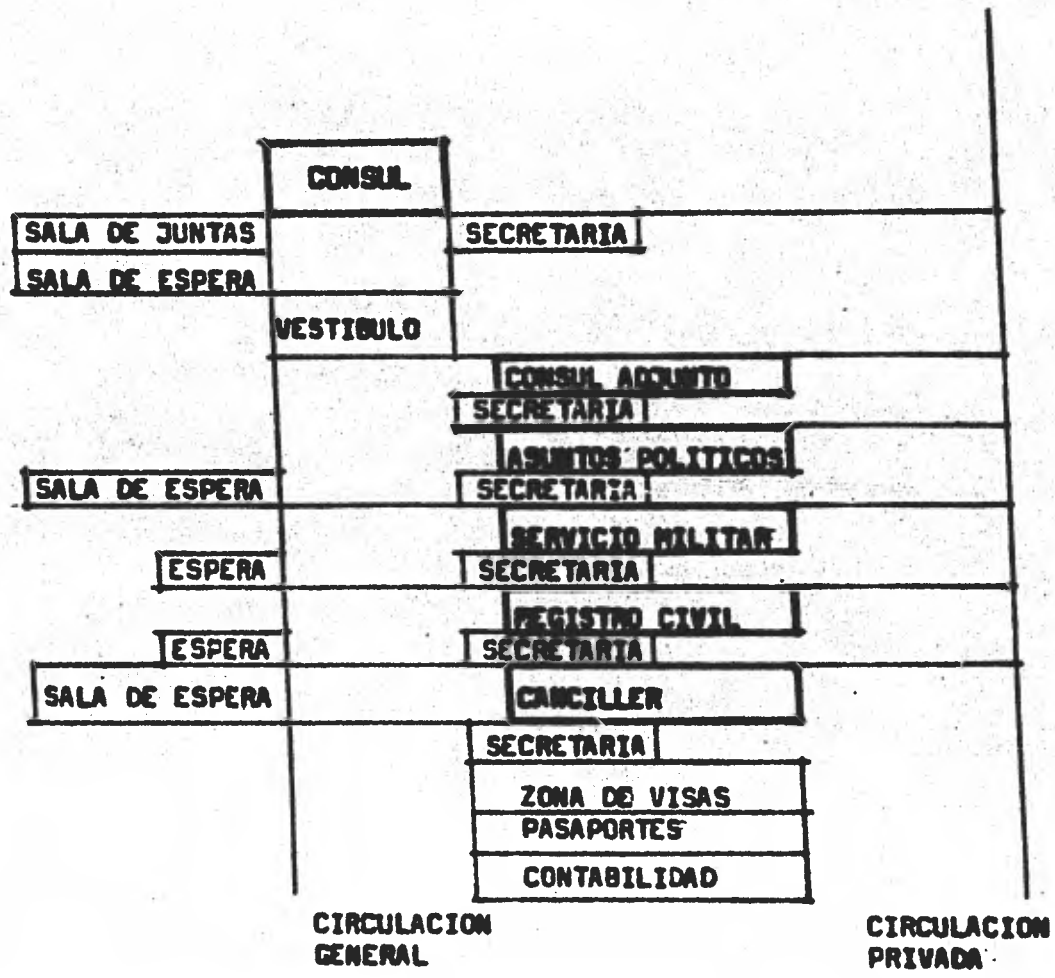 CONSUL
SALA DE JUNTAS
SECRETARIA
SALA DE ESPERA
VESTIBULO
CONSUL ADJUNTO
SECRETARIA
ASUNTOS POLITICOS
SALA DE ESPERA
SECRETARIA
SERVICIO MILITAR
ESPERA
SECRETARIA
REGISTRO CIVIL
ESPERA
SECRETARIA
SALA DE ESPERA
CANCILLER
SECRETARIA
ZONA DE VISAS
PASAPORTES
CONTABILIDAD
CIRCULACION
GENERAL
CIRCULACION
PRIVADA